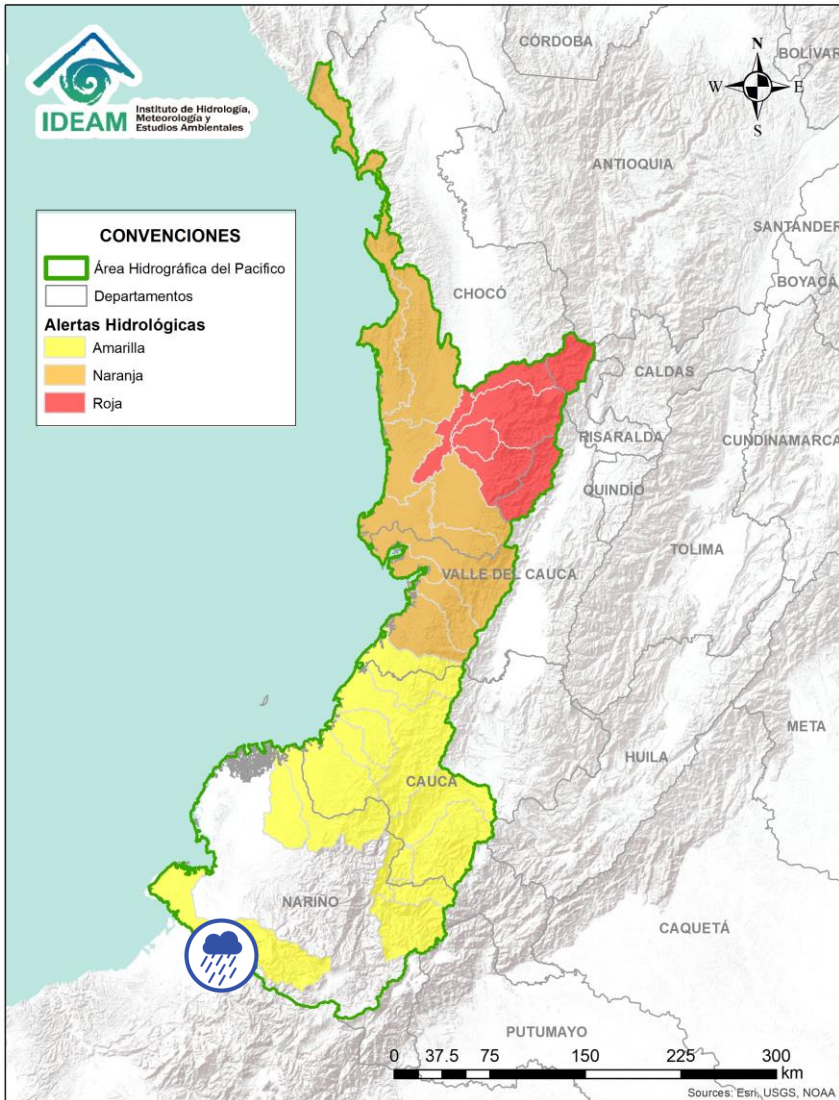 IDEAM
Instituto de Hidrología,
Meteorología y
Estudios Ambientales
CÓRDOBA
BOLÍVAR
N
W
E
S
ANTIOQUIA
SANTANDER
BOYACÁ
CONVENCIONES
Área Hidrográfica del Pacifico
Departamentos
Alertas Hidrológicas
Amarilla
Naranja
Roja
CHOCÓ
CALDAS
RISARALDA
CUNDINAMARCA
QUINDÍO
TOLIMA
VALLE DEL CAUCA
META
HUILA
CAUCA
NARIÑO
CAQUETÁ
PUTUMAYO
0 37.5 75 150 225 300
km
Sources: Esri, USGS, NOAA